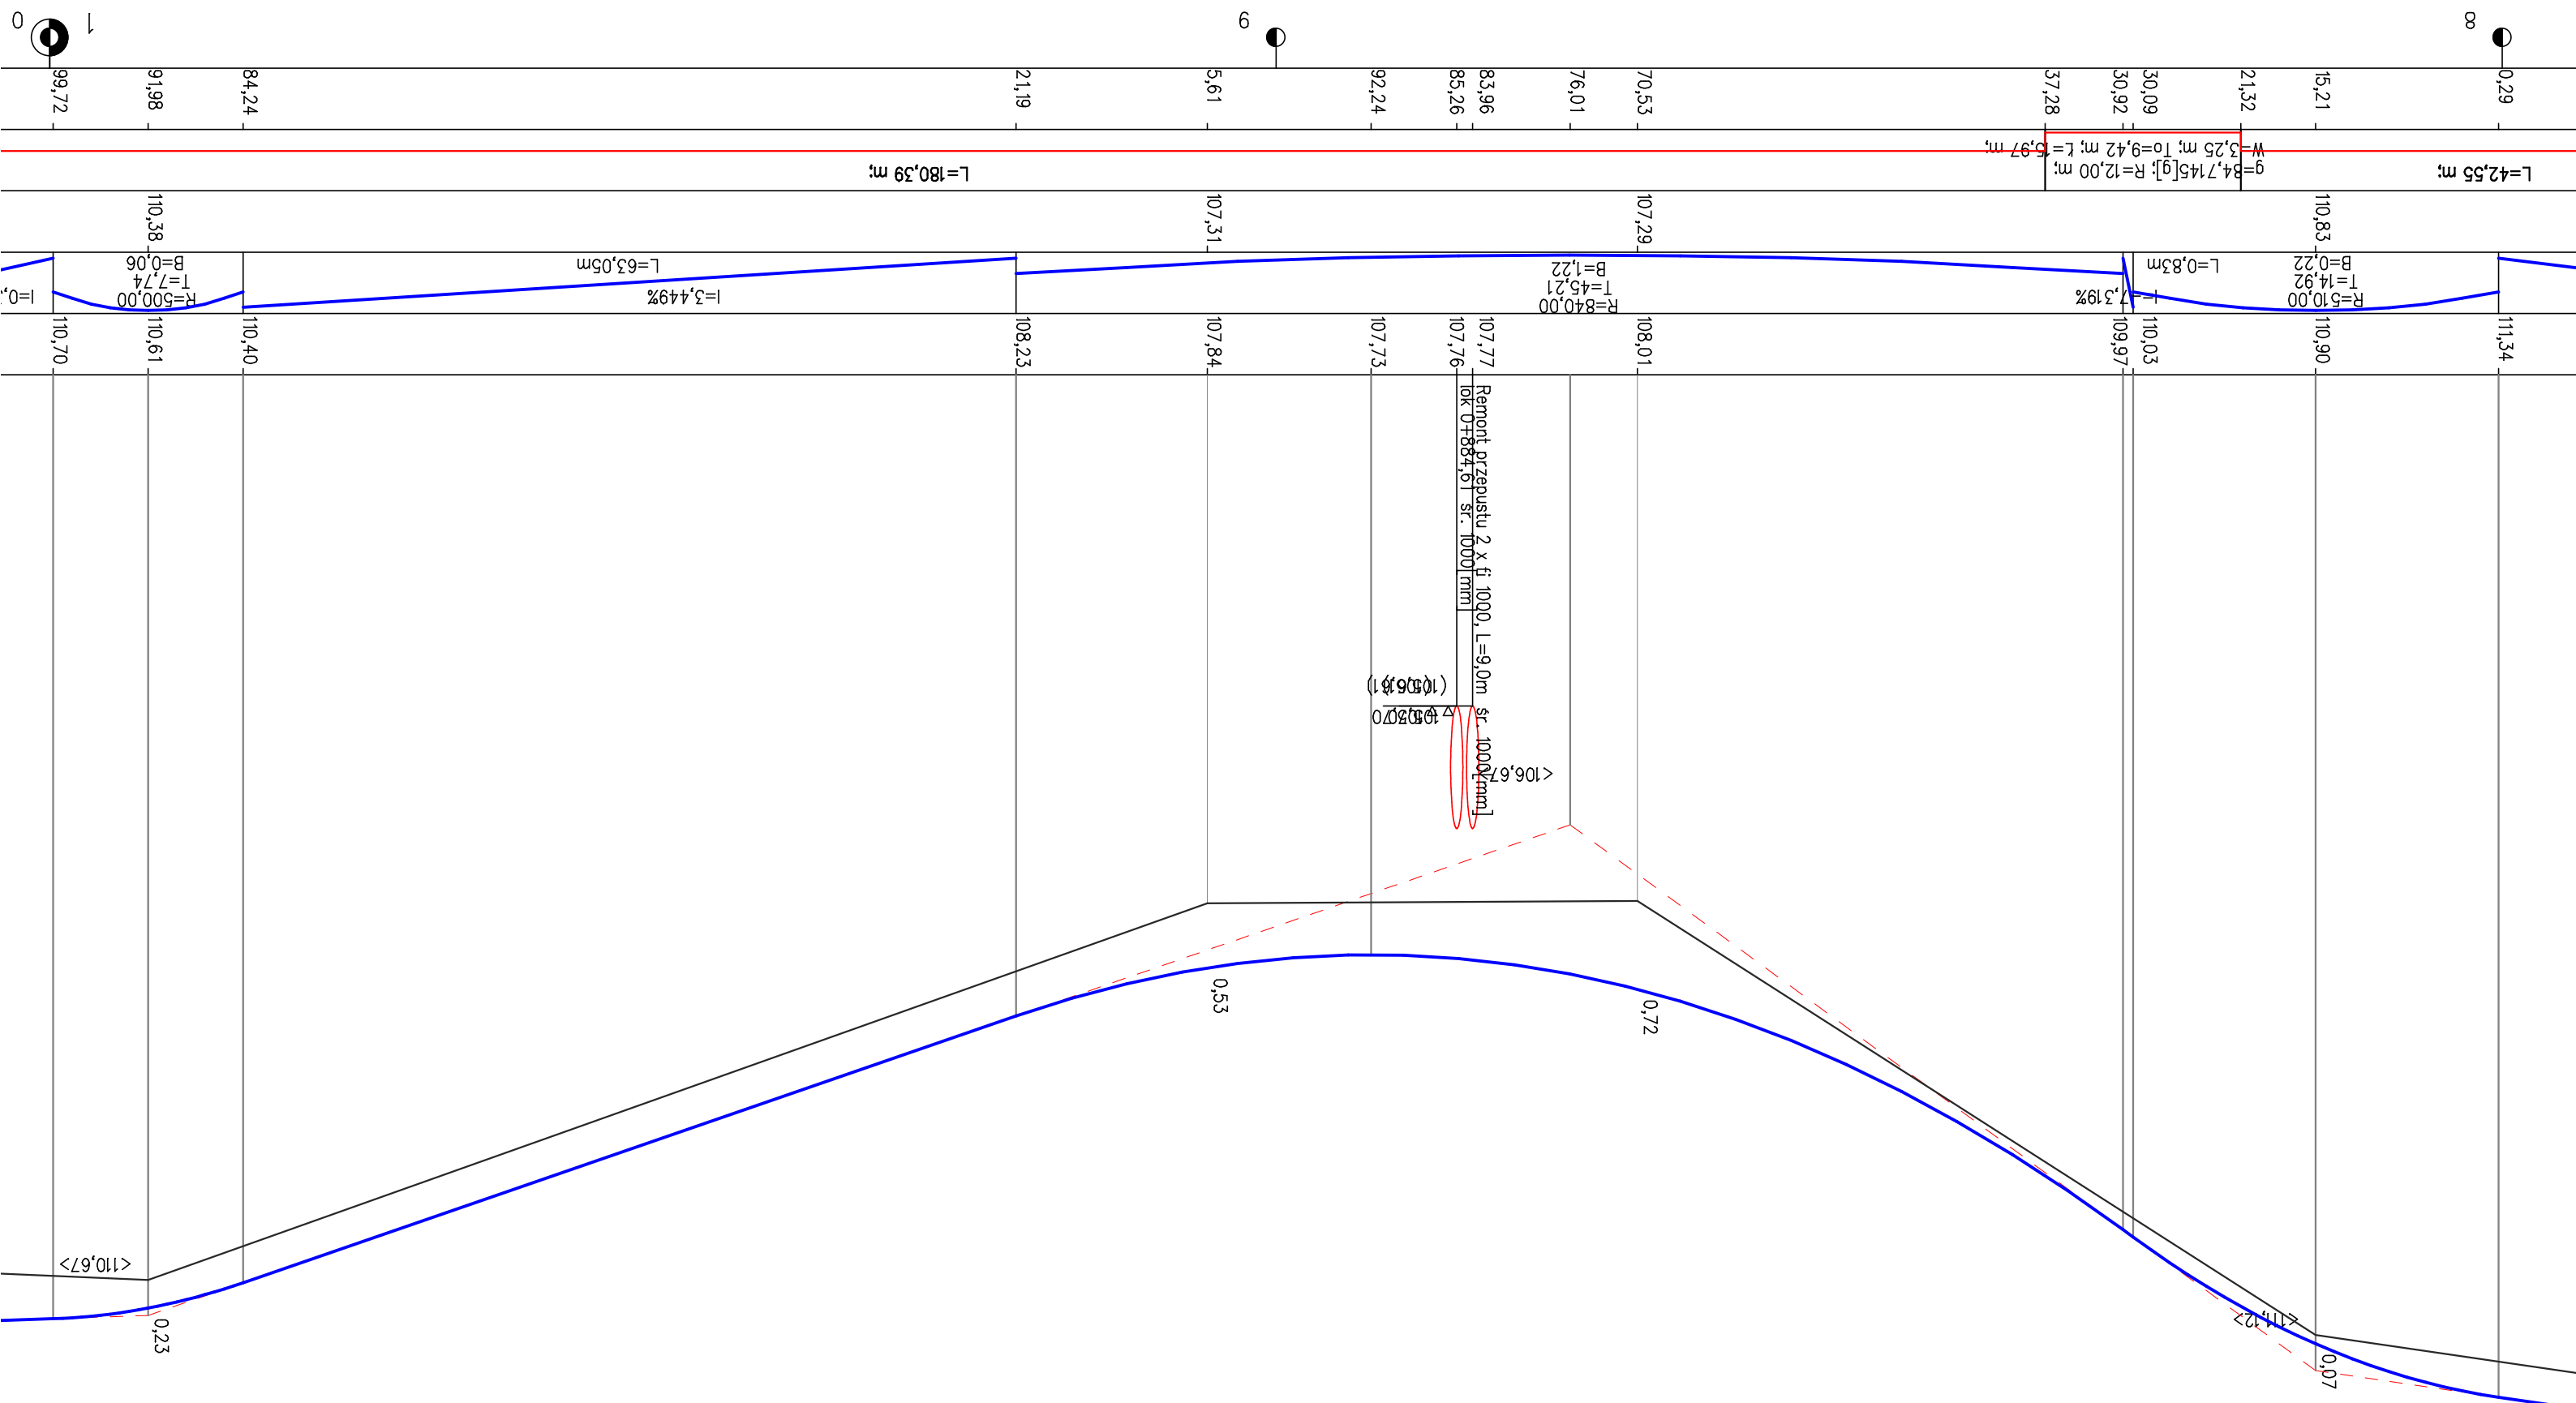 0
1
9
8
99,72
91,98
84,24
21,19
5,61
92,24
85,26
83,96
76,01
70,53
37,28
30,92
30,09
21,32
15,21
0,29
L=180,39 m;
g=84,7145[g]; R=12,00 m;
W=3,25 m; To=9,42 m; Ł=15,97 m;
L=42,55 m;
110,38
107,31
107,29
110,83
R=500,00
T=7,74
B=0,06
L=63,05m
I=3,449%
R=840,00
T=45,21
B=1,22
L=0,83m
I=7,319%
R=510,00
T=14,92
B=0,22
110,70
110,61
110,40
108,23
107,84
107,73
107,76
107,77
108,01
109,97
110,03
110,90
111,34
Remont przepustu 2 x fi 1000, L=9,0m śr. 1000[mm]
lok 0+884,61 śr. 1000[mm]
<106,67>
0,53
0,72
<110,67>
0,23
<111,12>
0,07